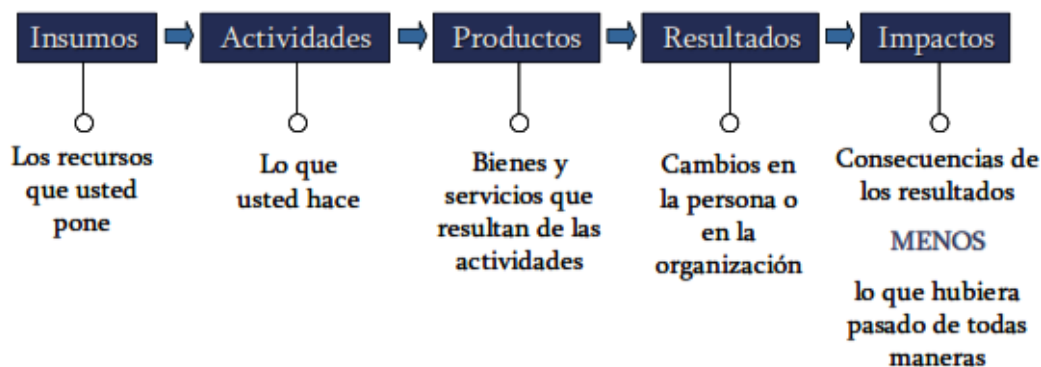 Insumos
Actividades
Productos
Resultados
Impactos
Los recursos
que usted
pone
Lo que
usted hace
Bienes y
servicios que
resultan de las
actividades
Cambios en
la persona o
en la
organización
Consecuencias de
los resultados
MENOS
lo que hubiera
pasado de todas
maneras